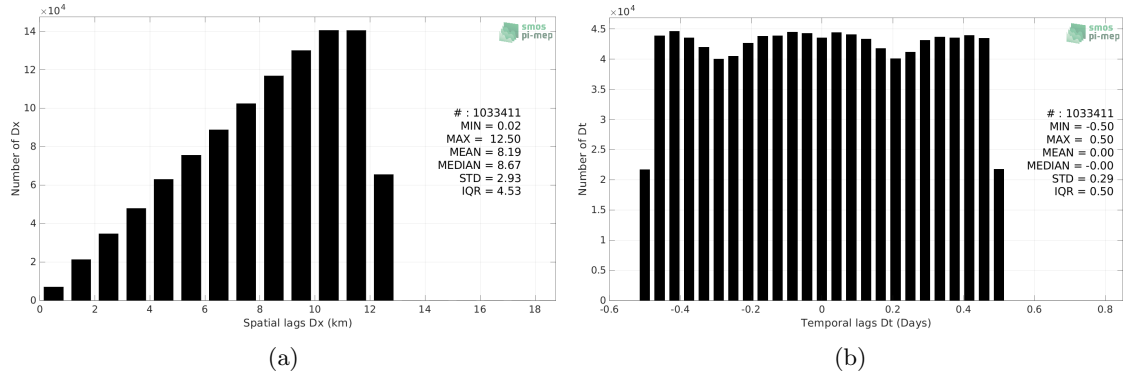 ×10⁴
14
12
10
8
6
4
2
0
Number of Dx
0 2 4 6 8 10 12 14 16 18
Spatial lags Dx (km)
smos
pi-mep
# : 1033411
MIN = 0.02
MAX = 12.50
MEAN = 8.19
MEDIAN = 8.67
STD = 2.93
IQR = 4.53
(a)
×10⁴
4.5
4
3.5
3
2.5
2
1.5
1
0.5
0
Number of Dt
-0.6 -0.4 -0.2 0 0.2 0.4 0.6 0.8
Temporal lags Dt (Days)
smos
pi-mep
# : 1033411
MIN = -0.50
MAX = 0.50
MEAN = 0.00
MEDIAN = -0.00
STD = 0.29
IQR = 0.50
(b)